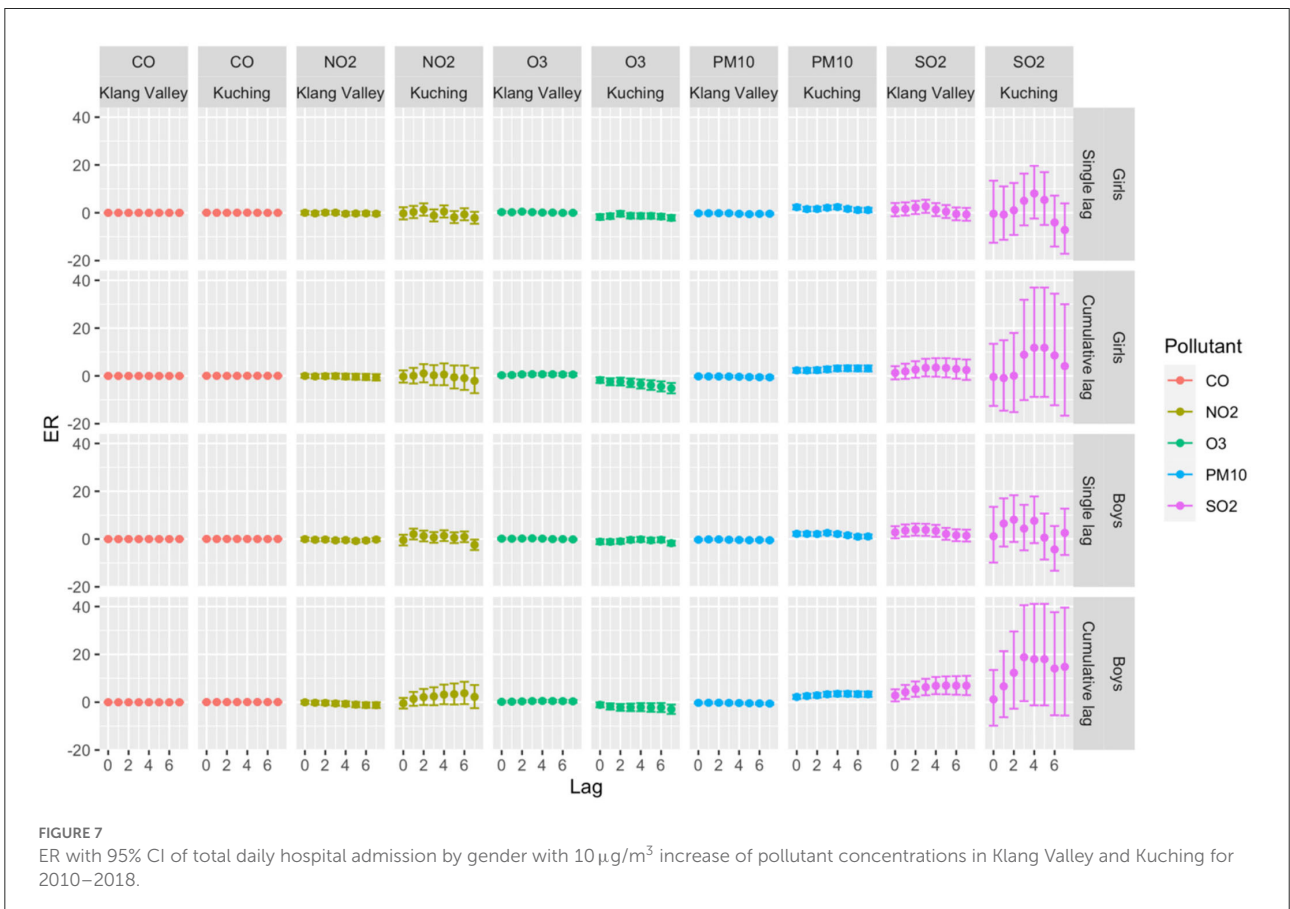 CO CO NO2 NO2 O3 O3 PM10 PM10 SO2 SO2
Klang Valley Kuching Klang Valley Kuching Klang Valley Kuching Klang Valley Kuching Klang Valley Kuching
40
20
0
-20
Girls
Single lag
40
20
0
-20
Girls
Cumulative lag
40
20
0
-20
Boys
Single lag
40
20
0
-20
Boys
Cumulative lag
ER
0 2 4 6 0 2 4 6 0 2 4 6 0 2 4 6 0 2 4 6 0 2 4 6 0 2 4 6 0 2 4 6 0 2 4 6 0 2 4 6
Lag
Pollutant
CO
NO2
O3
PM10
SO2
FIGURE 7
ER with 95% CI of total daily hospital admission by gender with 10 μg/m³ increase of pollutant concentrations in Klang Valley and Kuching for
2010–2018.